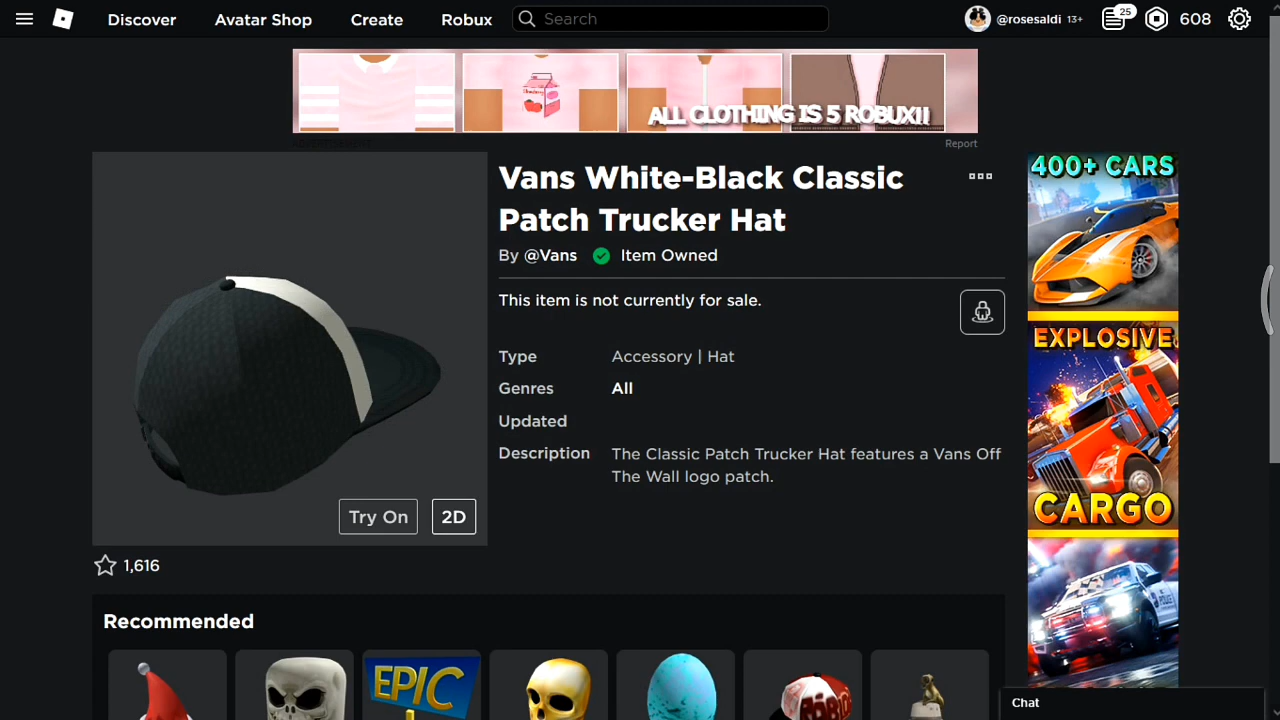 Discover Avatar Shop Create Robux Search @rosesaldi 13+ 25 608
ALL CLOTHING IS 5 ROBUX!!
Report
Vans White-Black Classic
Patch Trucker Hat
By @Vans Item Owned
This item is not currently for sale.
Type Accessory | Hat
Genres All
Updated
Description The Classic Patch Trucker Hat features a Vans Off
The Wall logo patch.
Try On 2D
1,616
400+ CARS
EXPLOSIVE
CARGO
Recommended
EPIC
Chat